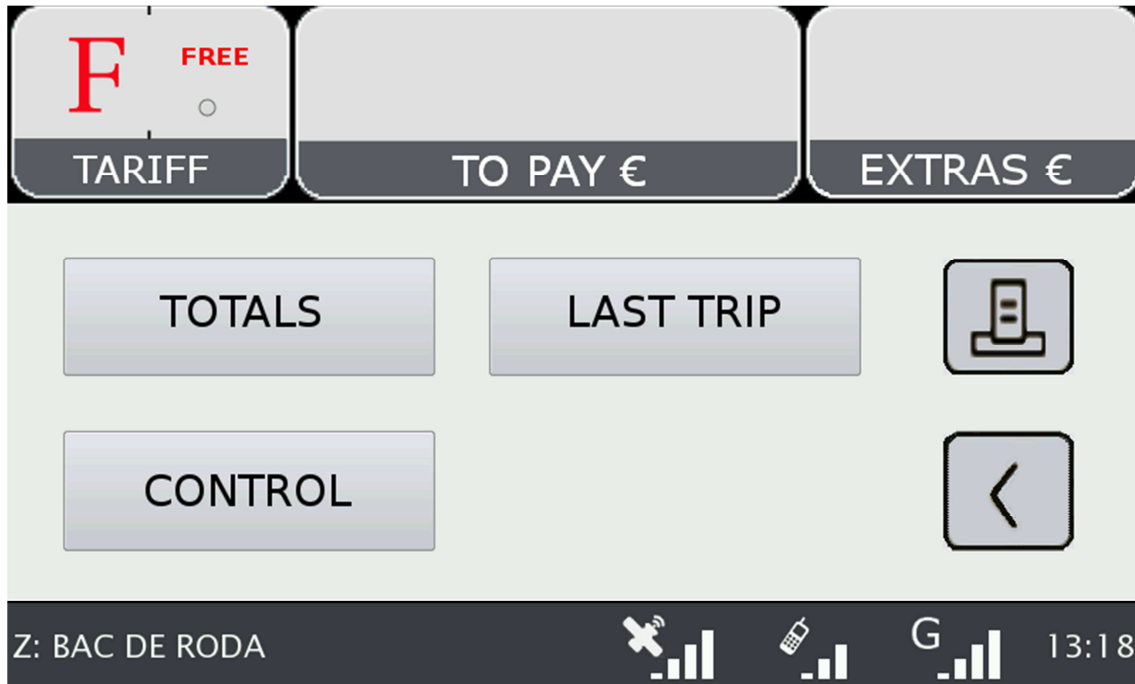 F FREE
TARIFF
TO PAY €
EXTRAS €
TOTALS
LAST TRIP
CONTROL
Z: BAC DE RODA
G
13:18